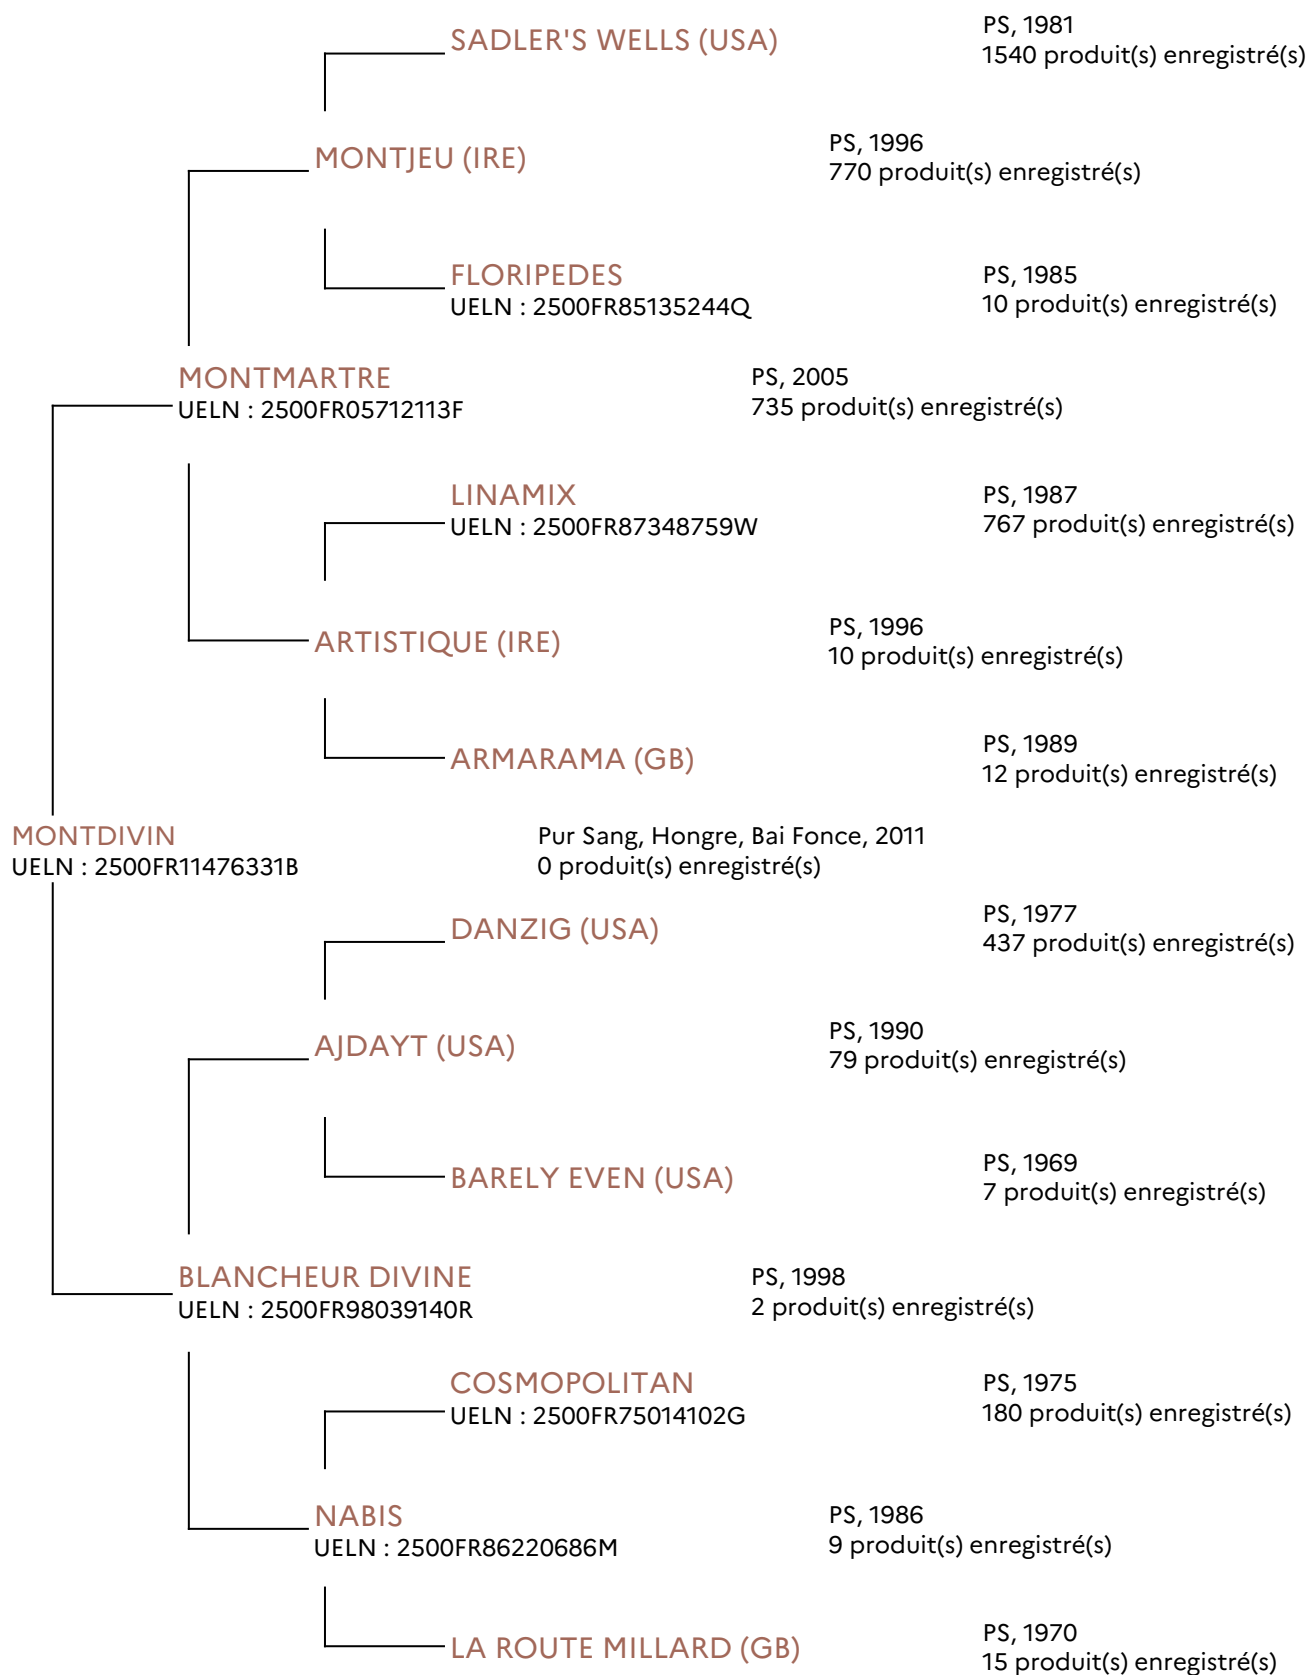 SADLER'S WELLS (USA)
PS, 1981
1540 produit(s) enregistré(s)
MONTJEU (IRE)
PS, 1996
770 produit(s) enregistré(s)
FLORIPEDES
UELN : 2500FR85135244Q
PS, 1985
10 produit(s) enregistré(s)
MONTMARTRE
UELN : 2500FR05712113F
PS, 2005
735 produit(s) enregistré(s)
LINAMIX
UELN : 2500FR87348759W
PS, 1987
767 produit(s) enregistré(s)
ARTISTIQUE (IRE)
PS, 1996
10 produit(s) enregistré(s)
ARMARAMA (GB)
PS, 1989
12 produit(s) enregistré(s)
MONTDIVIN
UELN : 2500FR11476331B
Pur Sang, Hongre, Bai Fonce, 2011
0 produit(s) enregistré(s)
DANZIG (USA)
PS, 1977
437 produit(s) enregistré(s)
AJDAYT (USA)
PS, 1990
79 produit(s) enregistré(s)
BARELY EVEN (USA)
PS, 1969
7 produit(s) enregistré(s)
BLANCHEUR DIVINE
UELN : 2500FR98039140R
PS, 1998
2 produit(s) enregistré(s)
COSMOPOLITAN
UELN : 2500FR75014102G
PS, 1975
180 produit(s) enregistré(s)
NABIS
UELN : 2500FR86220686M
PS, 1986
9 produit(s) enregistré(s)
LA ROUTE MILLARD (GB)
PS, 1970
15 produit(s) enregistré(s)